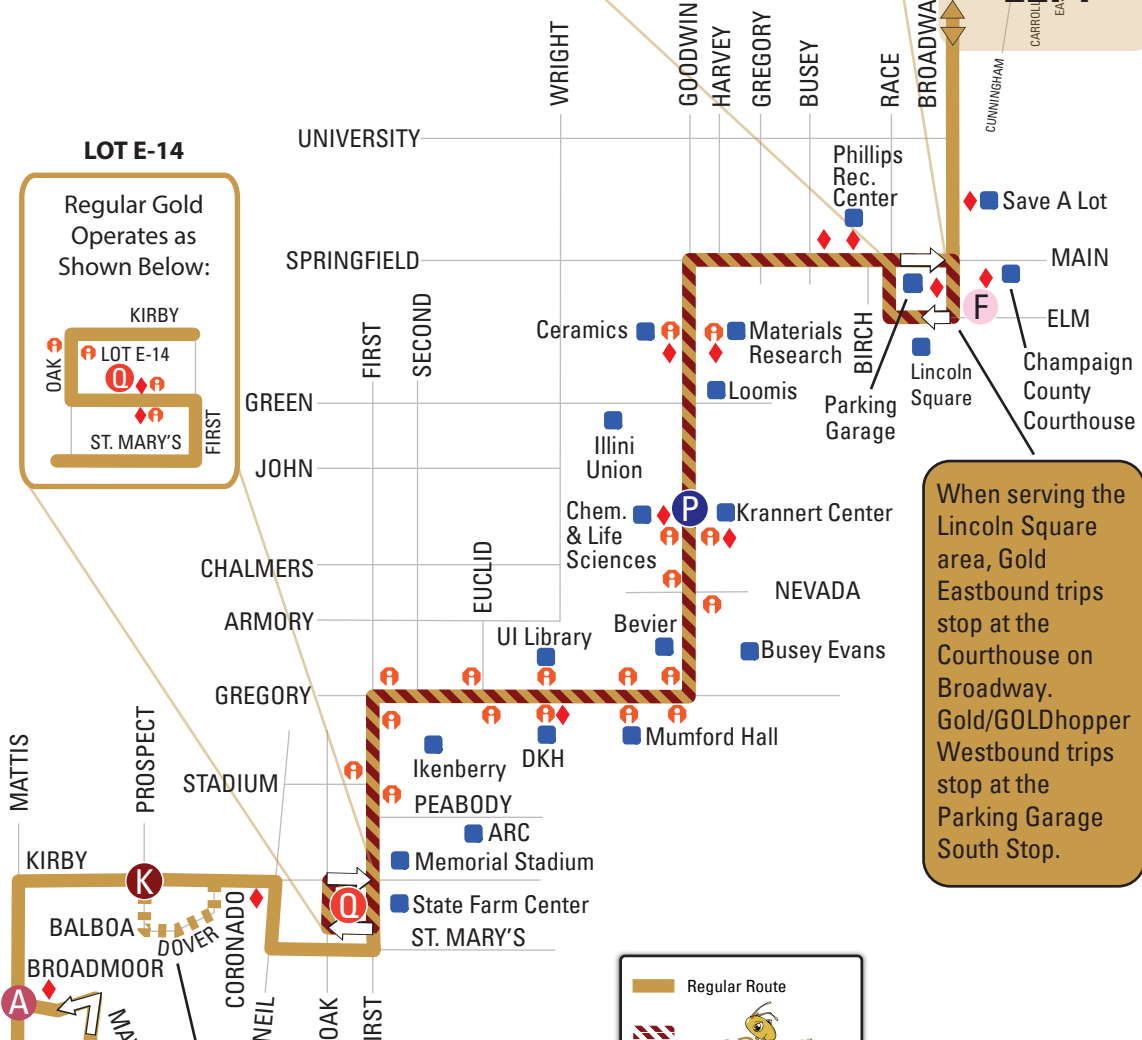 WRIGHT
GOODWIN
HARVEY
GREGORY
BUSEY
RACE
CARROLL
CUNNINGHAM
UNIVERSITY
LOT E-14
Regular Gold
Operates as
Shown Below:
KIRBY
OAK
LOT E-14
Q
ST. MARY'S
FIRST
Phillips
Rec.
Center
Save A Lot
SPRINGFIELD
MAIN
F
ELM
FIRST
SECOND
Ceramics
Materials
Research
BIRCH
Loomis
Parking
Garage
Lincoln
Square
Champaign
County
Courthouse
GREEN
Illini
Union
JOHN
Chem.
& Life
Sciences
P
Krannert Center
When serving the
Lincoln Square
area, Gold
Eastbound trips
stop at the
Courthouse on
Broadway.
Gold/GOLDhopper
Westbound trips
stop at the
Parking Garage
South Stop.
CHALMERS
EUCLID
NEVADA
ARMORY
UI Library
Bevier
Busey Evans
GREGORY
Mumford Hall
DKH
Ikenberry
MATTIS
PROSPECT
STADIUM
PEABODY
ARC
Memorial Stadium
KIRBY
K
Q
State Farm Center
BALBOA
DOVER
CORONADO
ST. MARY'S
BROADMOOR
A
NEIL
OAK
Regular Route